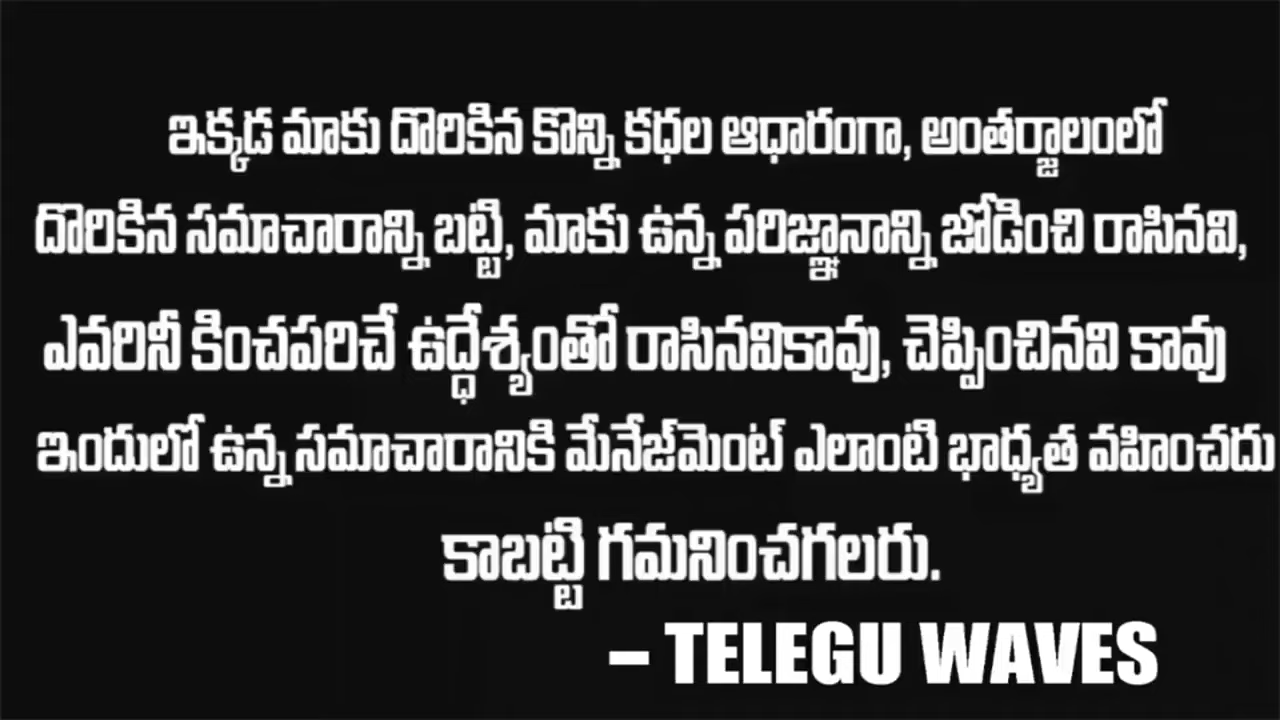 ఇక్కడ మాకు దొరికిన కొన్ని కధల ఆధారంగా, అంతర్జాలంలో
దొరికిన సమాచారాన్ని బట్టి, మాకు ఉన్న పరిజ్ఞానాన్ని జోడించి రాసినవి,
ఎవరినీ కించపరిచే ఉద్ధేశ్యంతో రాసినవికావు, చెప్పించినవి కావు
ఇందులో ఉన్న సమాచారానికి మేనేజ్‌మెంట్ ఎలాంటి భాధ్యత వహించదు
కాబట్టి గమనించగలరు.
– TELEGU WAVES